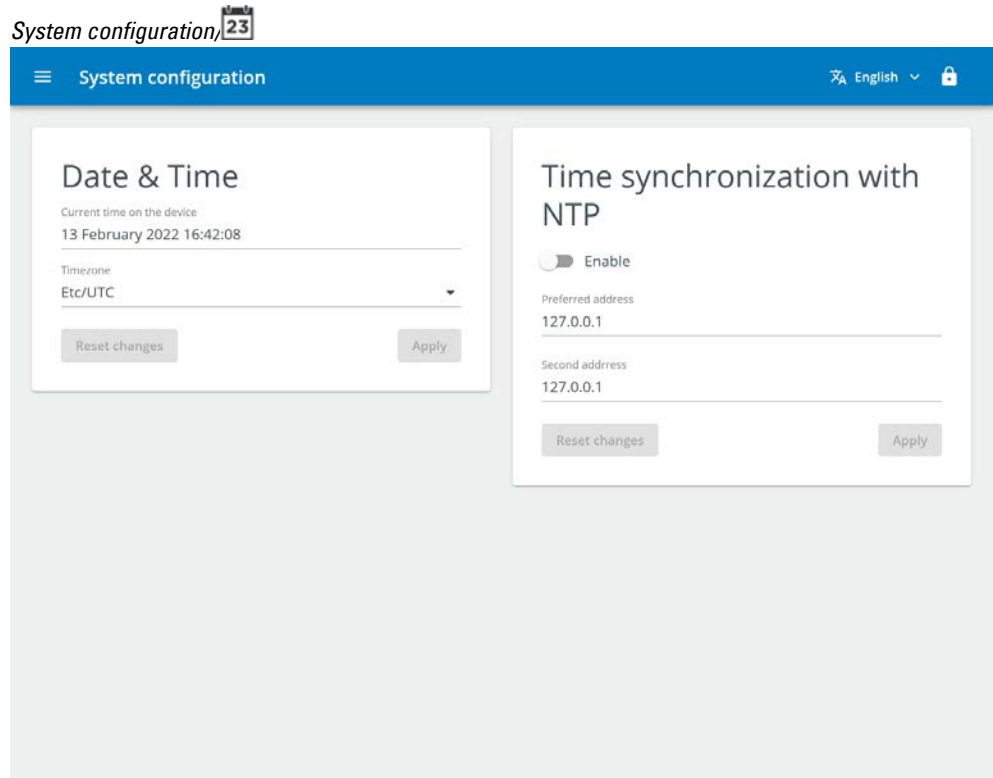 System configuration/23
System configuration
English
Date & Time
Current time on the device
13 February 2022 16:42:08
Timezone
Etc/UTC
Reset changes
Apply
Time synchronization with
NTP
Enable
Preferred address
127.0.0.1
Second addrress
127.0.0.1
Reset changes
Apply